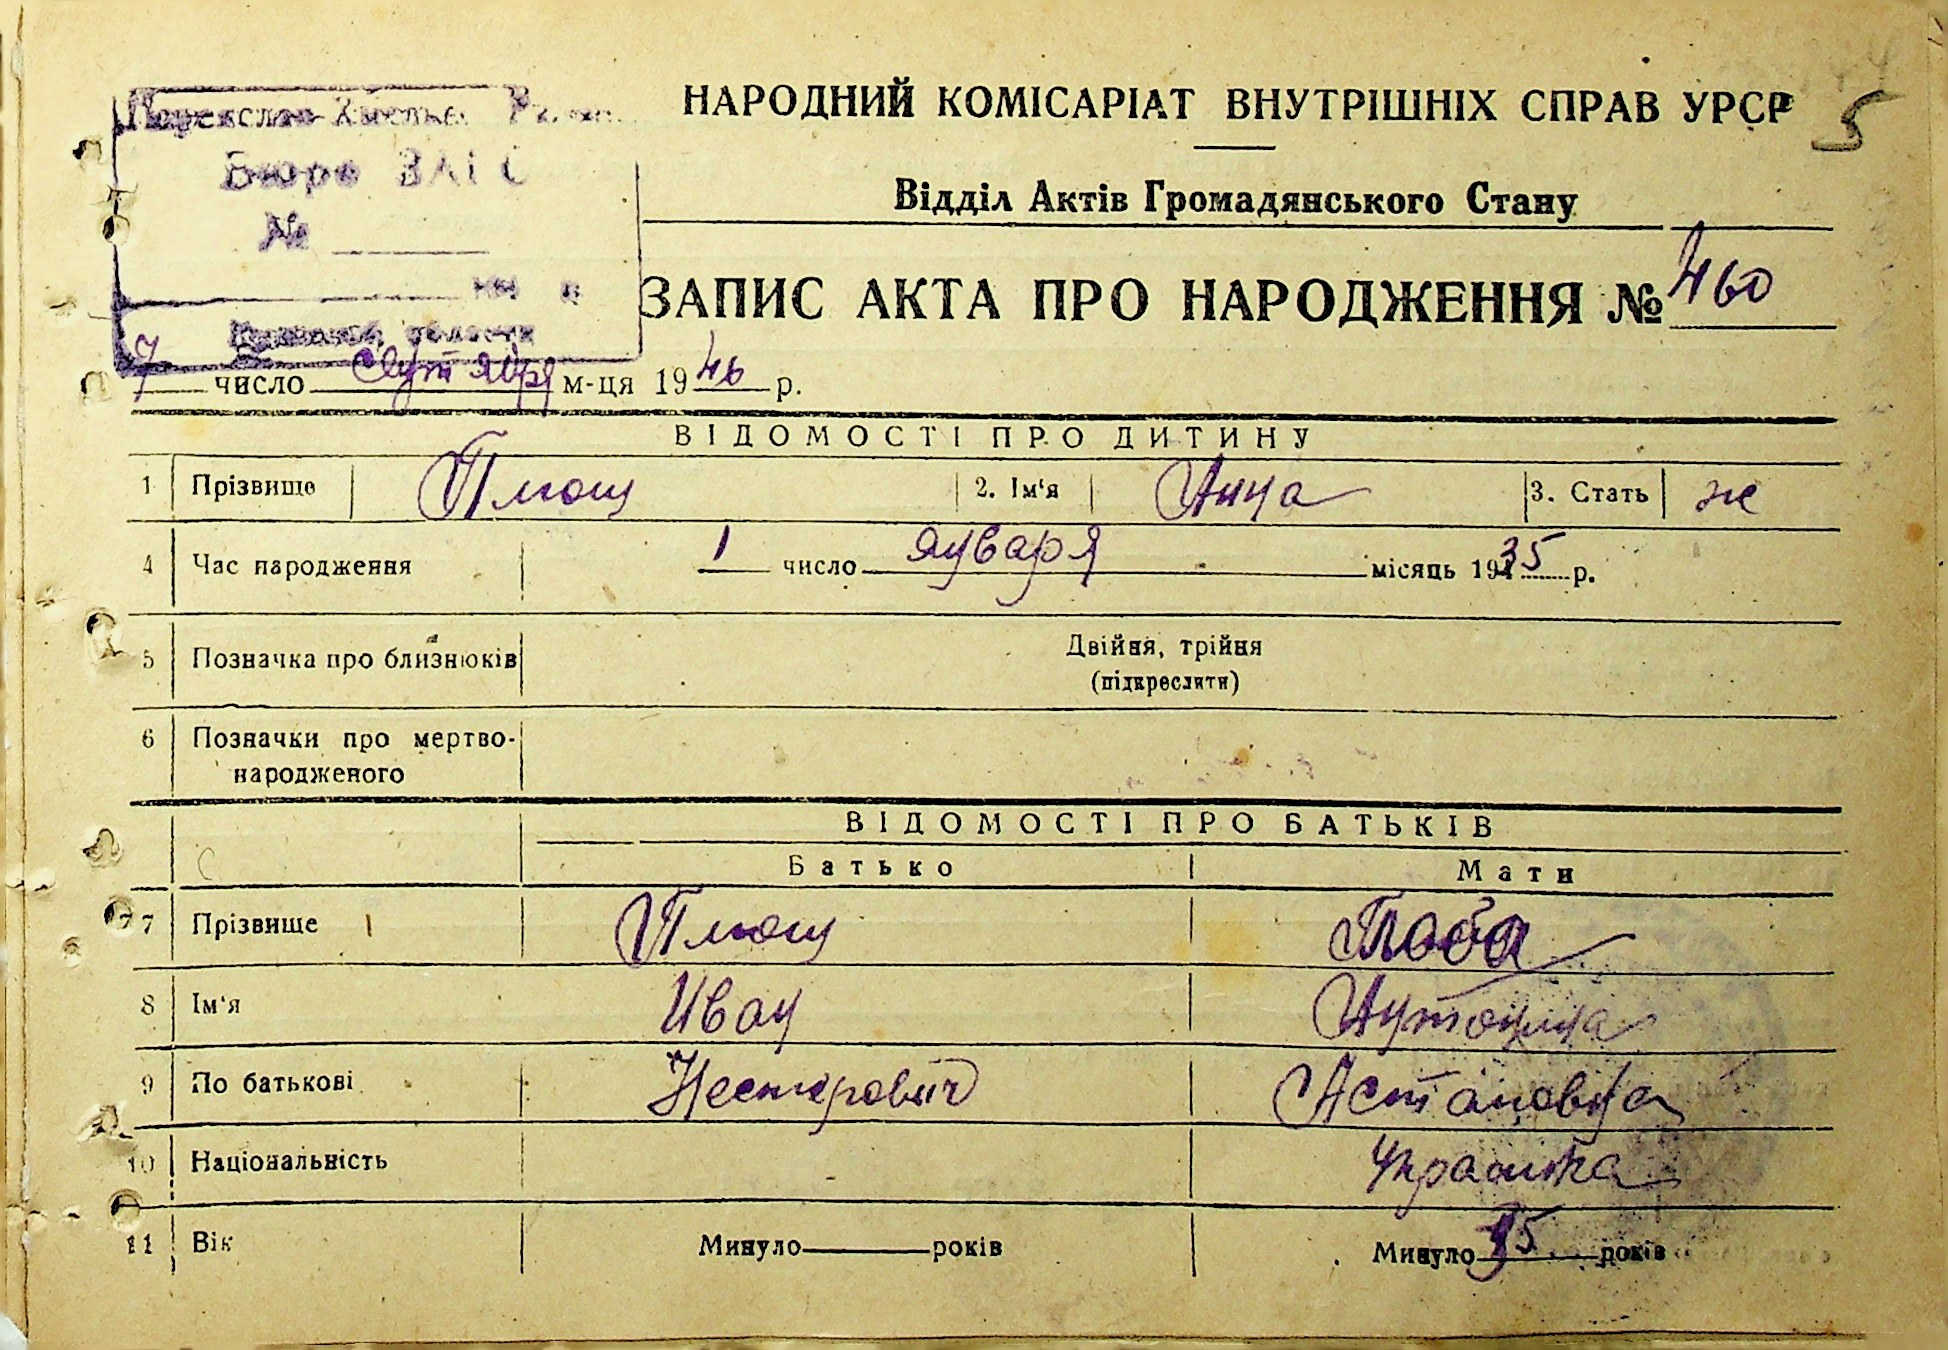 Бюро ЗАГС
№
області
НАРОДНИЙ КОМІСАРІАТ ВНУТРІШНІХ СПРАВ УРСР
5
Відділ Актів Громадянського Стану
ЗАПИС АКТА ПРО НАРОДЖЕННЯ № 460
7 число м-ця 1946 р.
ВІДОМОСТІ ПРО ДИТИНУ
1 Прізвище Плющ 2. Ім'я Анна 3. Стать ж
4 Час народження 1 число января місяць 1935 р.
5 Позначка про близнюків Двійня, трійня
(підкреслити)
6 Позначки про мертво-
народженого
ВІДОМОСТІ ПРО БАТЬКІВ
Батько Мати
7 Прізвище Плющ
8 Ім'я Иван Антонина
9 По батькові Нестерович Астаповна
10 Національність Украинка
11 Вік Минуло років Минуло 35 років